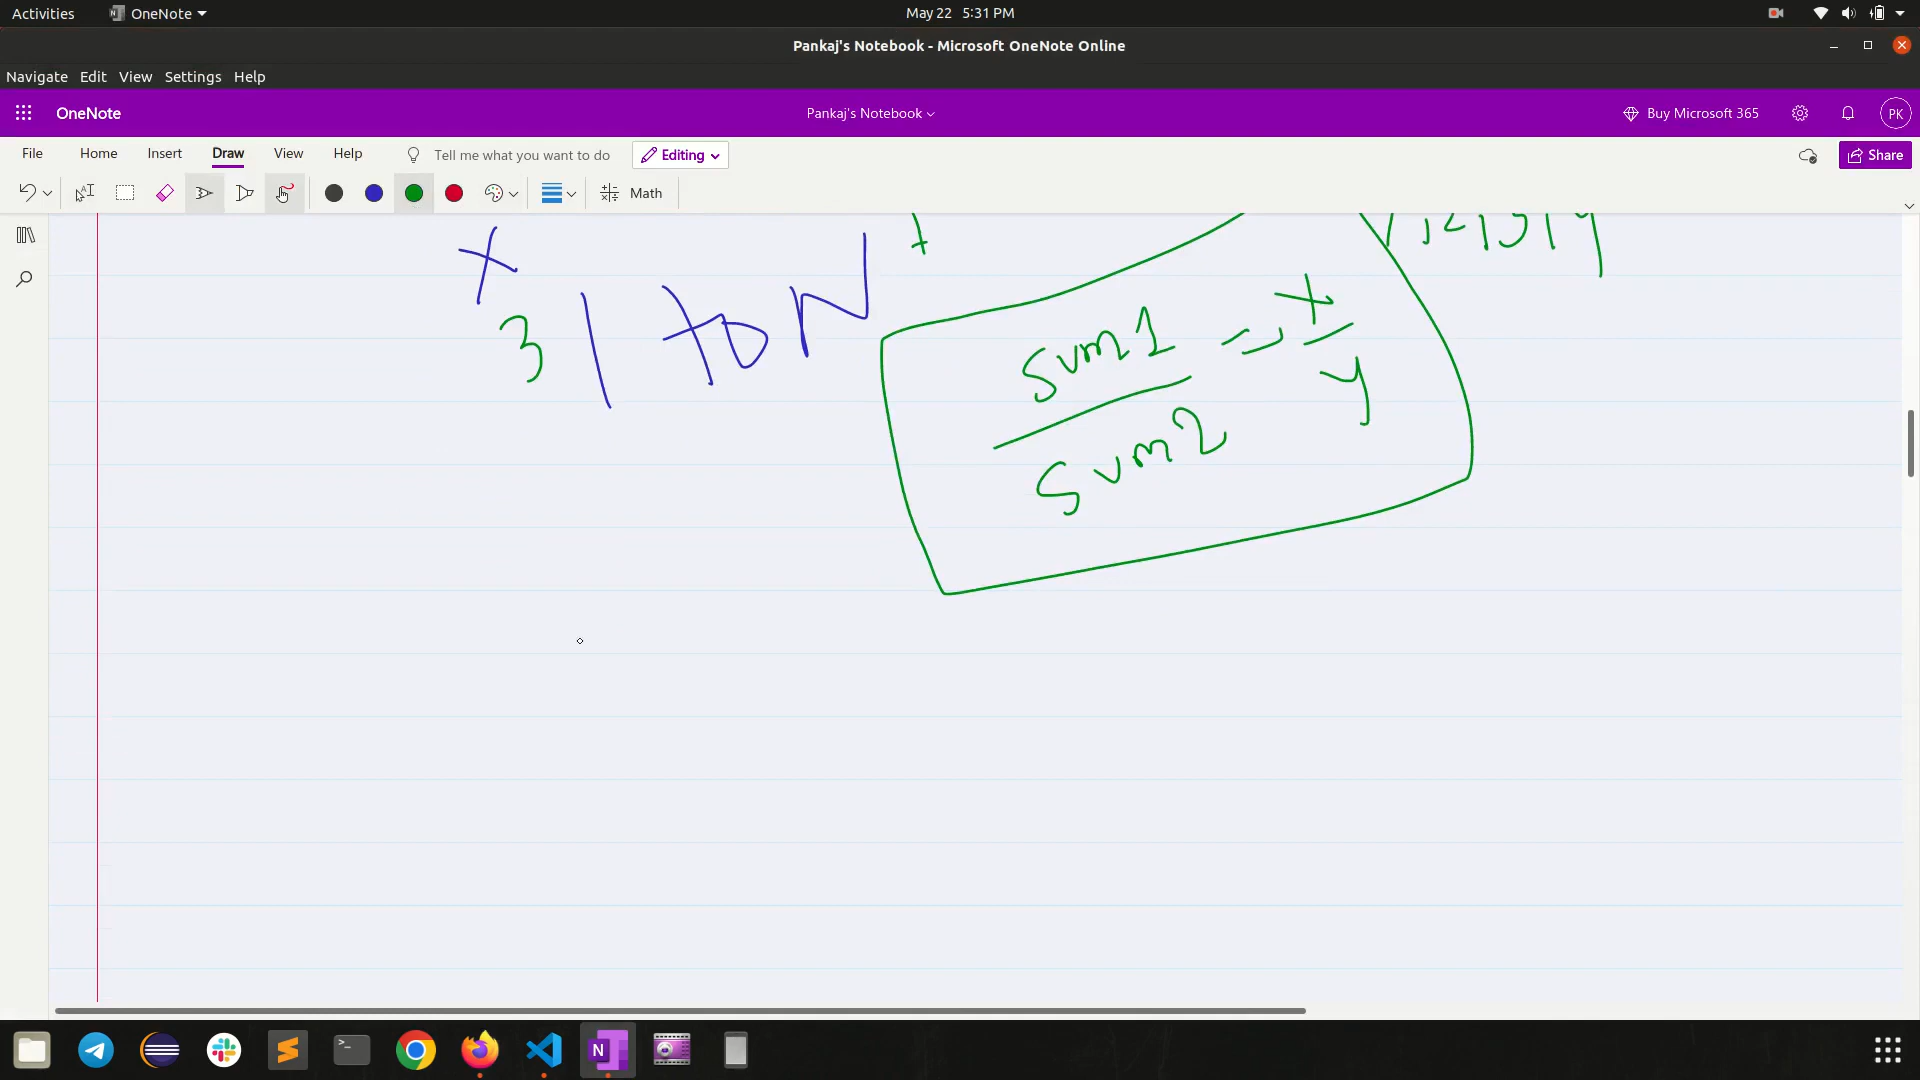 Activities OneNote May 22 5:31 PM
Pankaj's Notebook - Microsoft OneNote Online
Navigate Edit View Settings Help
OneNote Pankaj's Notebook Buy Microsoft 365 PK
File Home Insert Draw View Help Tell me what you want to do Editing Share
Math
x
3 1 to N
sum1 => x
y
sum2